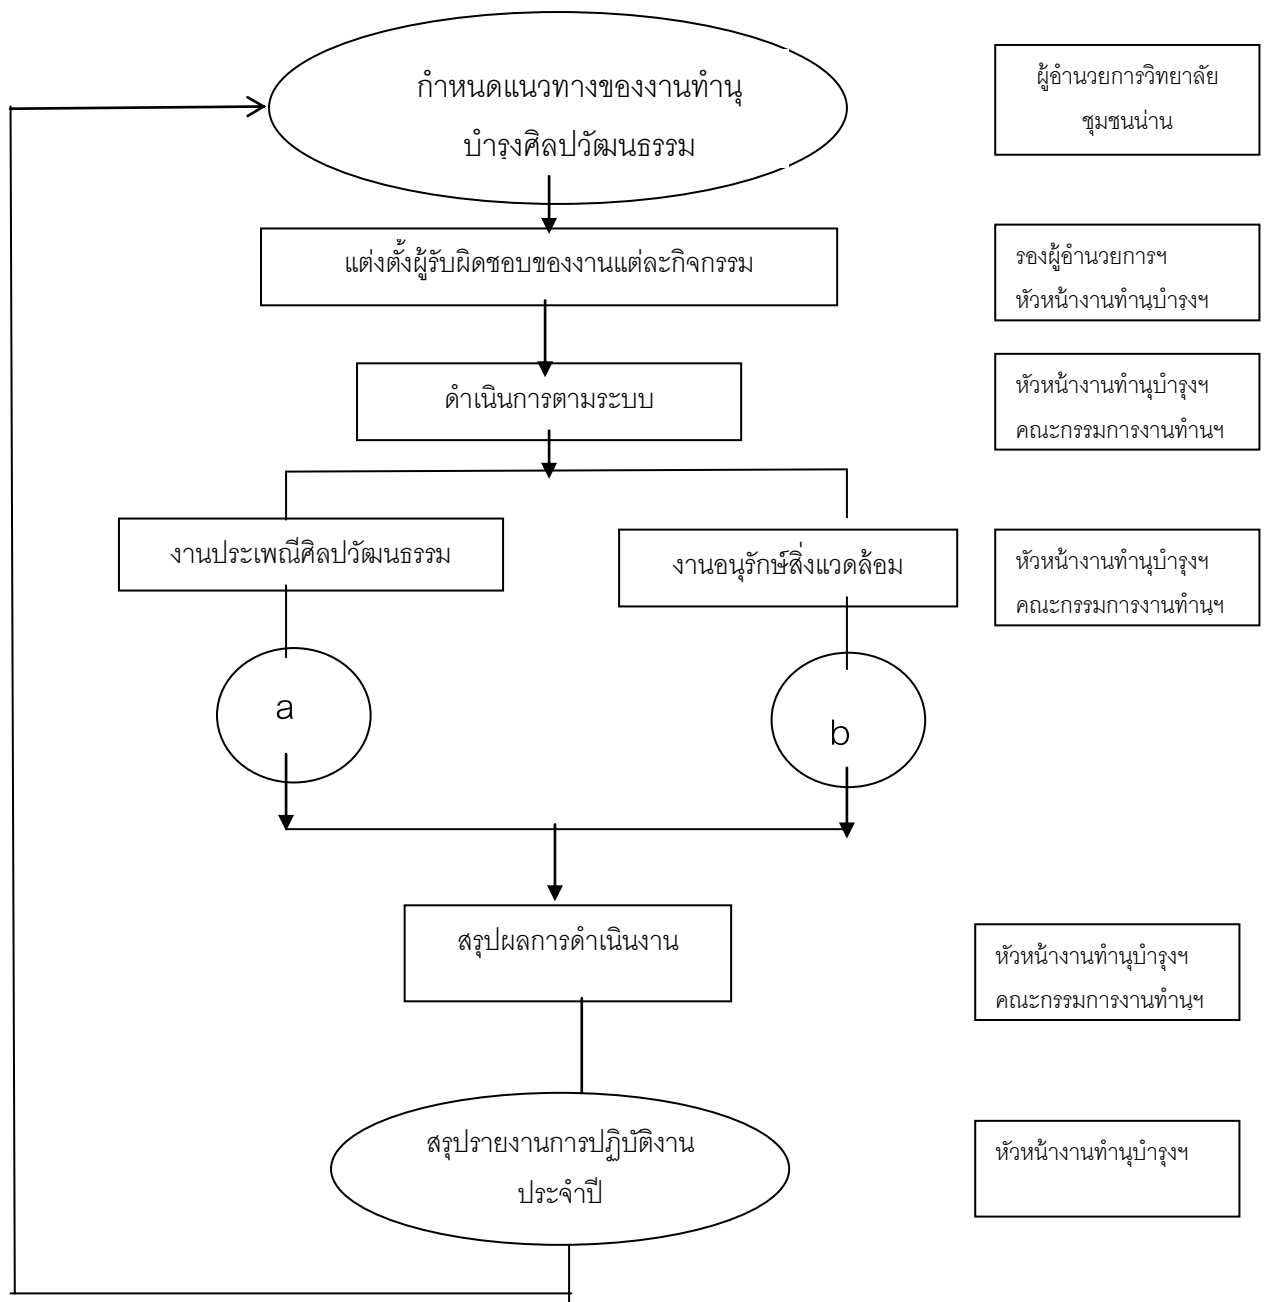 กำหนดแนวทางของงานทำนุ
บำรุงศิลปวัฒนธรรม
ผู้อำนวยการวิทยาลัย
ชุมชนน่าน
แต่งตั้งผู้รับผิดชอบของงานแต่ละกิจกรรม
รองผู้อำนวยการฯ
หัวหน้างานทำนุบำรุงฯ
ดำเนินการตามระบบ
หัวหน้างานทำนุบำรุงฯ
คณะกรรมการงานทำนุฯ
งานประเพณีศิลปวัฒนธรรม
งานอนุรักษ์สิ่งแวดล้อม
หัวหน้างานทำนุบำรุงฯ
คณะกรรมการงานทำนุฯ
a
b
สรุปผลการดำเนินงาน
หัวหน้างานทำนุบำรุงฯ
คณะกรรมการงานทำนุฯ
สรุปรายงานการปฏิบัติงาน
ประจำปี
หัวหน้างานทำนุบำรุงฯ